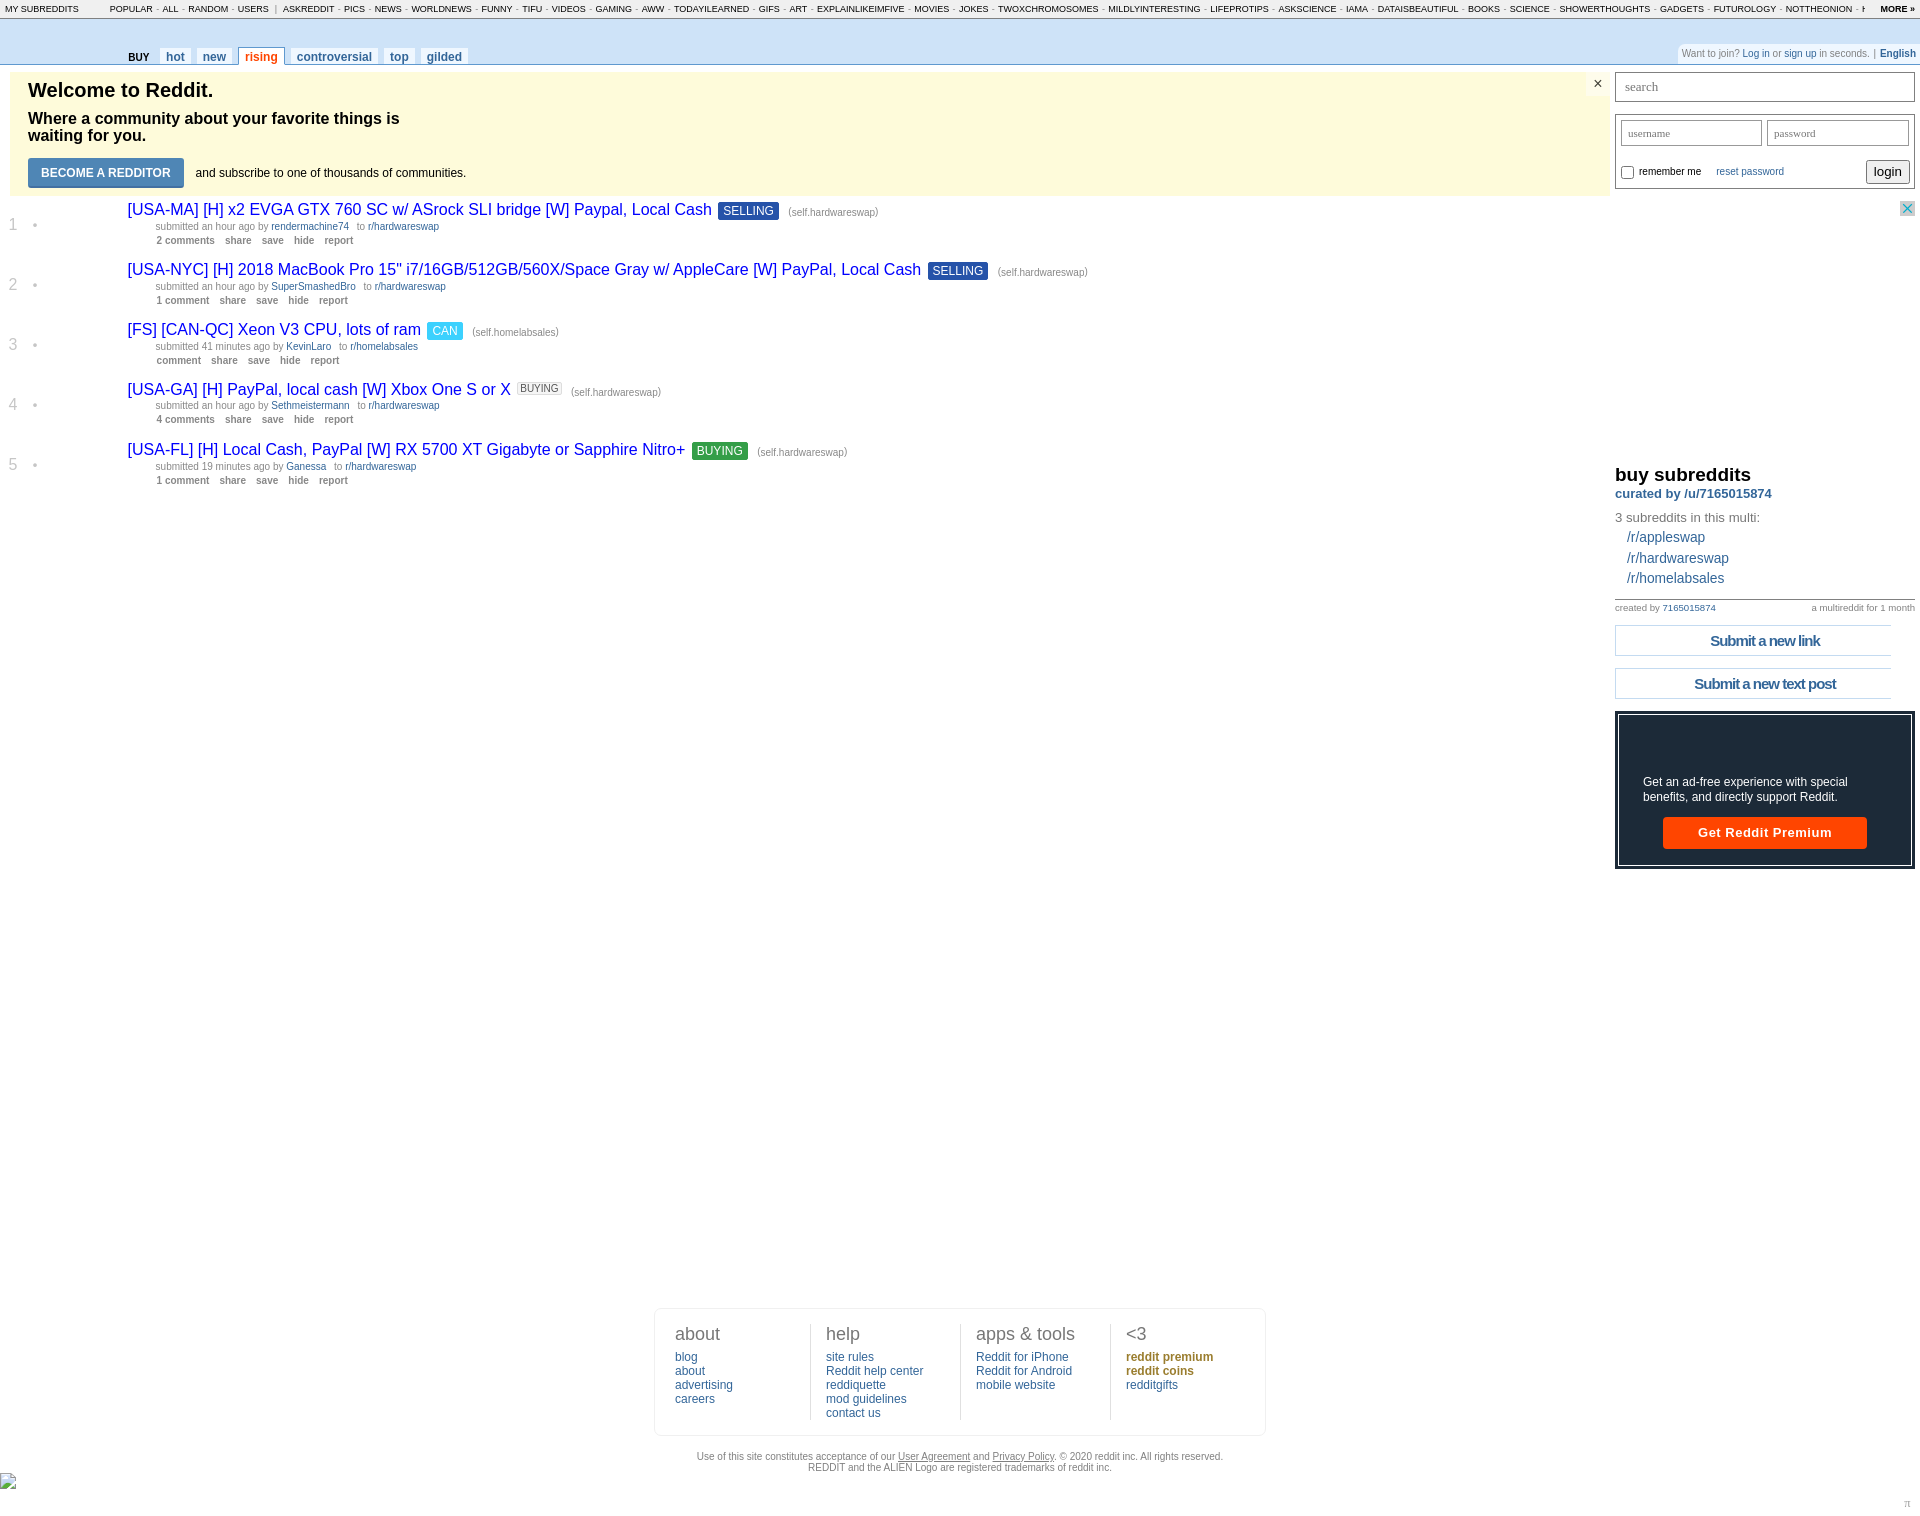 MY SUBREDDITS POPULAR - ALL - RANDOM - USERS | ASKREDDIT - PICS - NEWS - WORLDNEWS - FUNNY - TIFU - VIDEOS - GAMING - AWW - TODAYILEARNED - GIFS - ART - EXPLAINLIKEIMFIVE - MOVIES - JOKES - TWOXCHROMOSOMES - MILDLYINTERESTING - LIFEPROTIPS - ASKSCIENCE - IAMA - DATAISBEAUTIFUL - BOOKS - SCIENCE - SHOWERTHOUGHTS - GADGETS - FUTUROLOGY - NOTTHEONION - MORE »
BUY hot new rising controversial top gilded
Want to join? Log in or sign up in seconds. | English
Welcome to Reddit.
×
Where a community about your favorite things is
waiting for you.
BECOME A REDDITOR and subscribe to one of thousands of communities.
search
username password
remember me reset password login
1 • [USA-MA] [H] x2 EVGA GTX 760 SC w/ ASrock SLI bridge [W] Paypal, Local Cash SELLING (self.hardwareswap)
submitted an hour ago by rendermachine74 to r/hardwareswap
2 comments share save hide report
2 • [USA-NYC] [H] 2018 MacBook Pro 15" i7/16GB/512GB/560X/Space Gray w/ AppleCare [W] PayPal, Local Cash SELLING (self.hardwareswap)
submitted an hour ago by SuperSmashedBro to r/hardwareswap
1 comment share save hide report
3 • [FS] [CAN-QC] Xeon V3 CPU, lots of ram CAN (self.homelabsales)
submitted 41 minutes ago by KevinLaro to r/homelabsales
comment share save hide report
4 • [USA-GA] [H] PayPal, local cash [W] Xbox One S or X BUYING (self.hardwareswap)
submitted an hour ago by Sethmeistermann to r/hardwareswap
4 comments share save hide report
5 • [USA-FL] [H] Local Cash, PayPal [W] RX 5700 XT Gigabyte or Sapphire Nitro+ BUYING (self.hardwareswap)
submitted 19 minutes ago by Ganessa to r/hardwareswap
1 comment share save hide report
buy subreddits
curated by /u/7165015874
3 subreddits in this multi:
/r/appleswap
/r/hardwareswap
/r/homelabsales
created by 7165015874 a multireddit for 1 month
Submit a new link
Submit a new text post
Get an ad-free experience with special
benefits, and directly support Reddit.
Get Reddit Premium
about
blog
about
advertising
careers
help
site rules
Reddit help center
reddiquette
mod guidelines
contact us
apps & tools
Reddit for iPhone
Reddit for Android
mobile website
<3
reddit premium
reddit coins
redditgifts
Use of this site constitutes acceptance of our User Agreement and Privacy Policy. © 2020 reddit inc. All rights reserved.
REDDIT and the ALIEN Logo are registered trademarks of reddit inc.
π